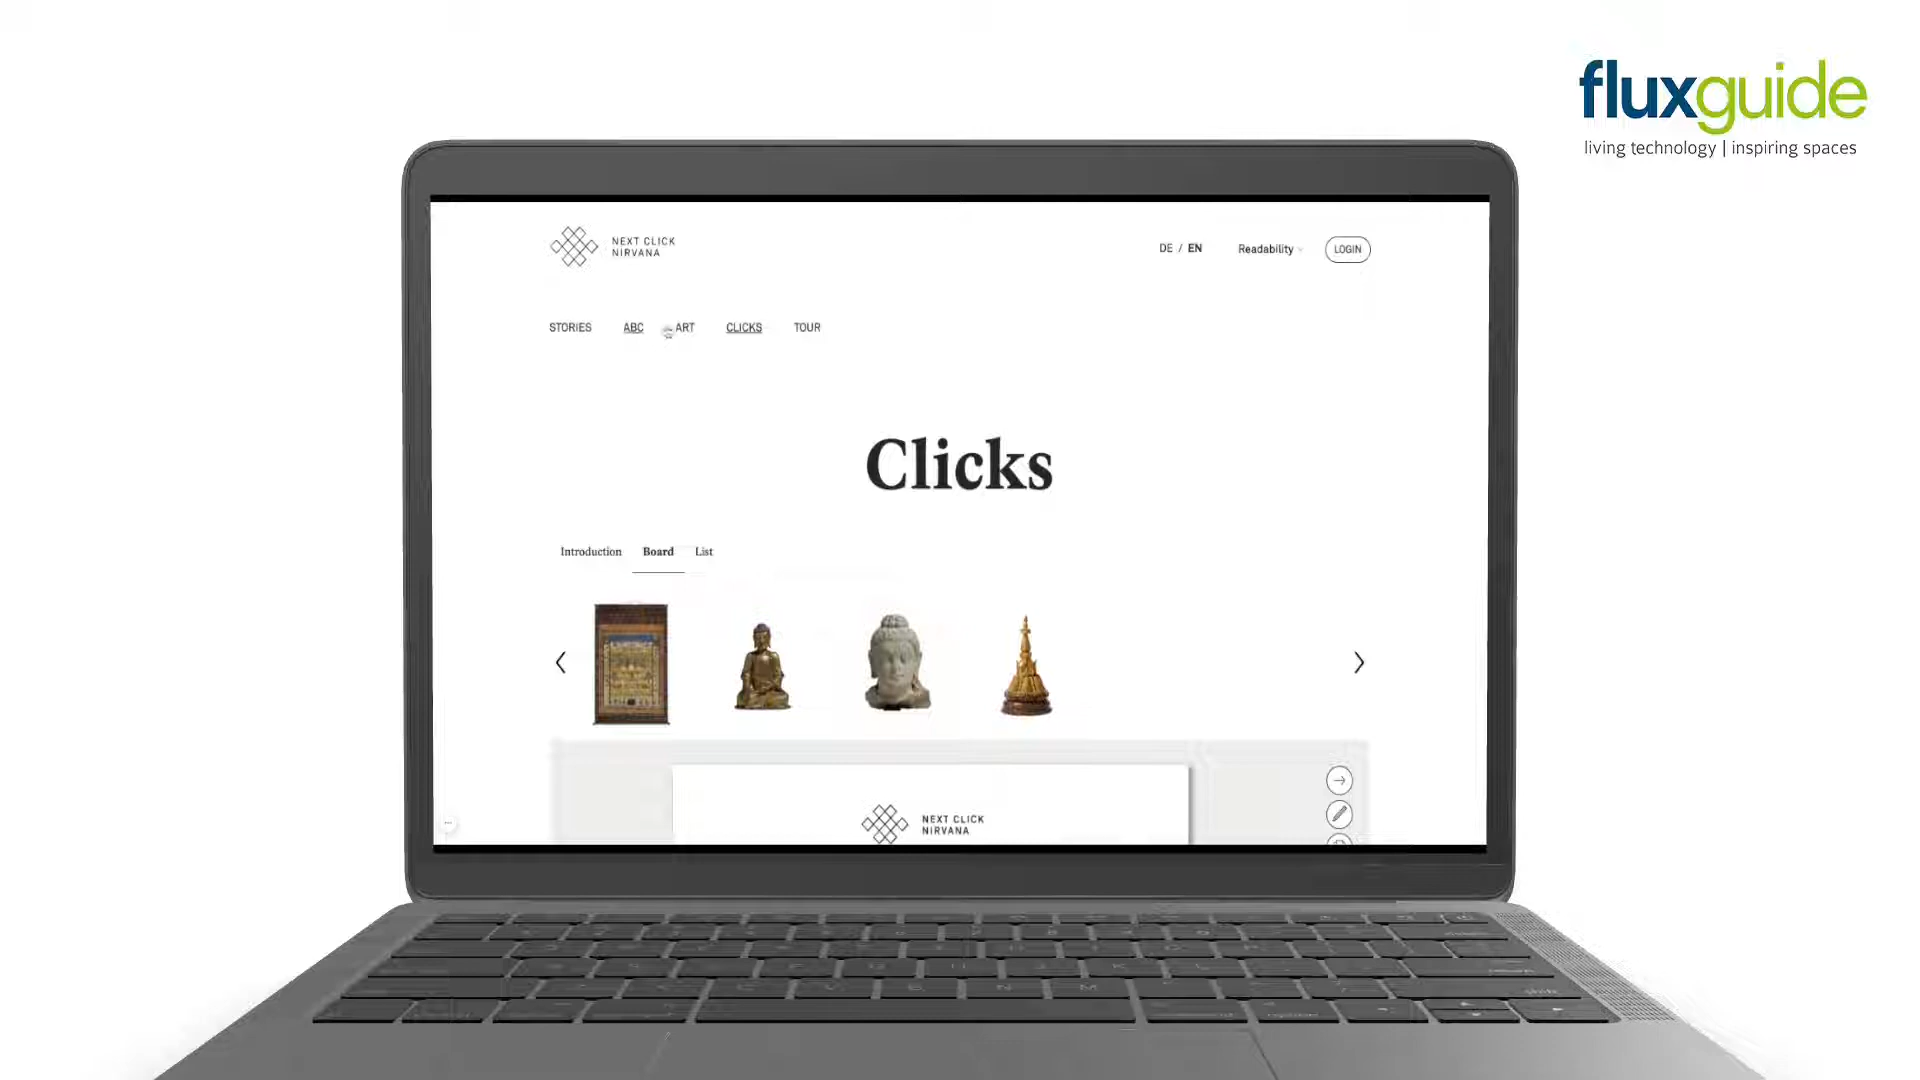 fluxguide
living technology | inspiring spaces
NEXT CLICK
NIRVANA
DE / EN
Readability
LOGIN
STORIES
ABC
ART
CLICKS
TOUR
Clicks
Introduction
Board
List
NEXT CLICK
NIRVANA